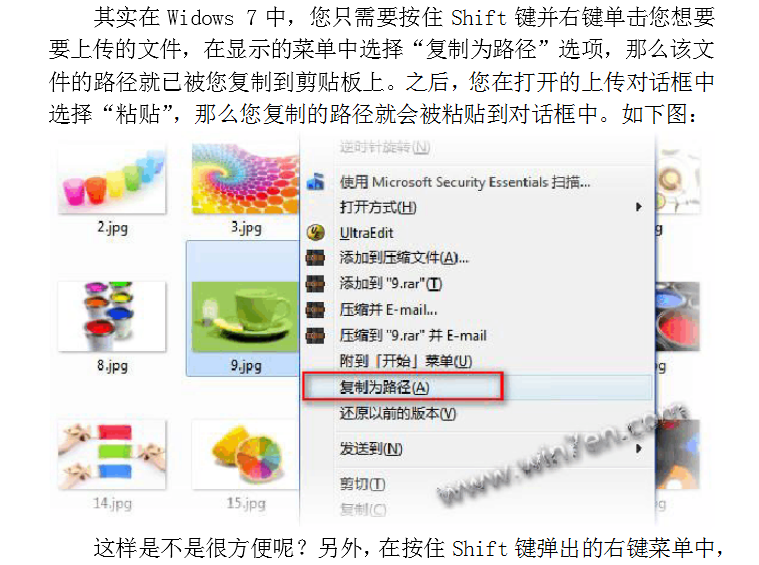 其实在 Widows 7 中，您只需要按住 Shift 键并右键单击您想要
要上传的文件，在显示的菜单中选择“复制为路径”选项，那么该文
件的路径就已被您复制到剪贴板上。之后，您在打开的上传对话框中
选择“粘贴”，那么您复制的路径就会被粘贴到对话框中。如下图：
逆时针旋转(N)
使用 Microsoft Security Essentials 扫描...
打开方式(H)
2.jpg 3.jpg g
UltraEdit
添加到压缩文件(A)...
添加到 "9.rar"(T)
压缩并 E-mail...
压缩到 "9.rar" 并 E-mail
附到「开始」菜单(U)
8.jpg 9.jpg g
复制为路径(A)
还原以前的版本(V)
发送到(N)
www.win7en.com
剪切(T)
14.jpg 15.jpg g
复制(C)
这样是不是很方便呢？另外，在按住 Shift 键弹出的右键菜单中，